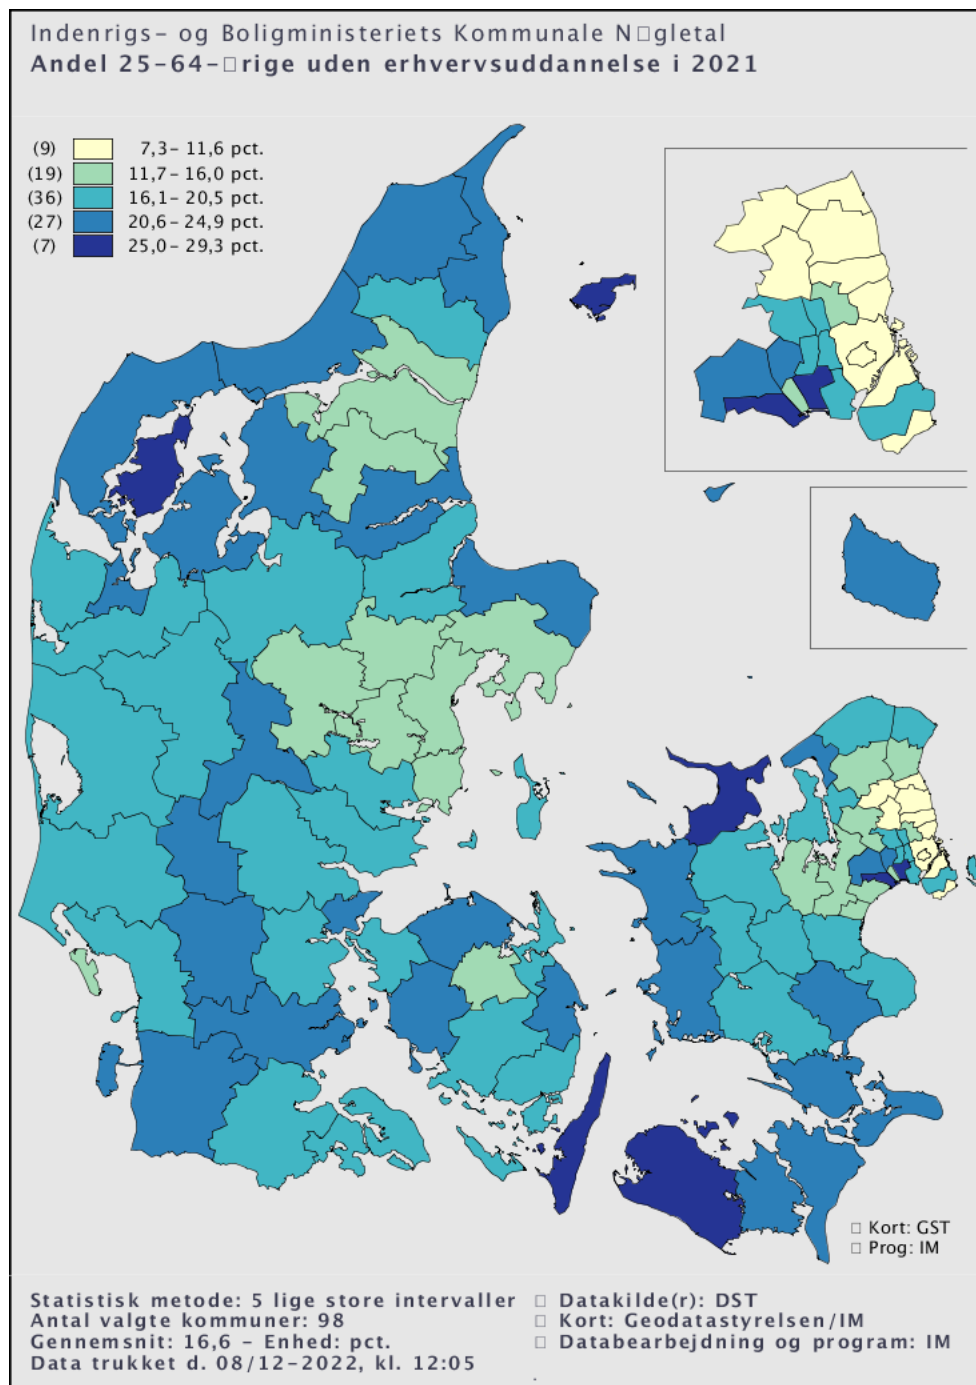 Indenrigs- og Boligministeriets Kommunale N□gletal
Andel 25-64-□rige uden erhvervsuddannelse i 2021
(9) 7,3- 11,6 pct.
(19) 11,7- 16,0 pct.
(36) 16,1- 20,5 pct.
(27) 20,6- 24,9 pct.
(7) 25,0- 29,3 pct.
□ Kort: GST
□ Prog: IM
Statistisk metode: 5 lige store intervaller
Antal valgte kommuner: 98
Gennemsnit: 16,6 - Enhed: pct.
Data trukket d. 08/12-2022, kl. 12:05
□ Datakilde(r): DST
□ Kort: Geodatastyrelsen/IM
□ Databearbejdning og program: IM